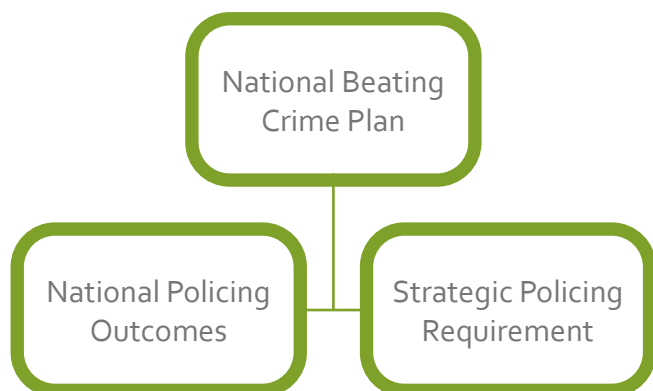 National Beating
Crime Plan
National Policing
Outcomes
Strategic Policing
Requirement